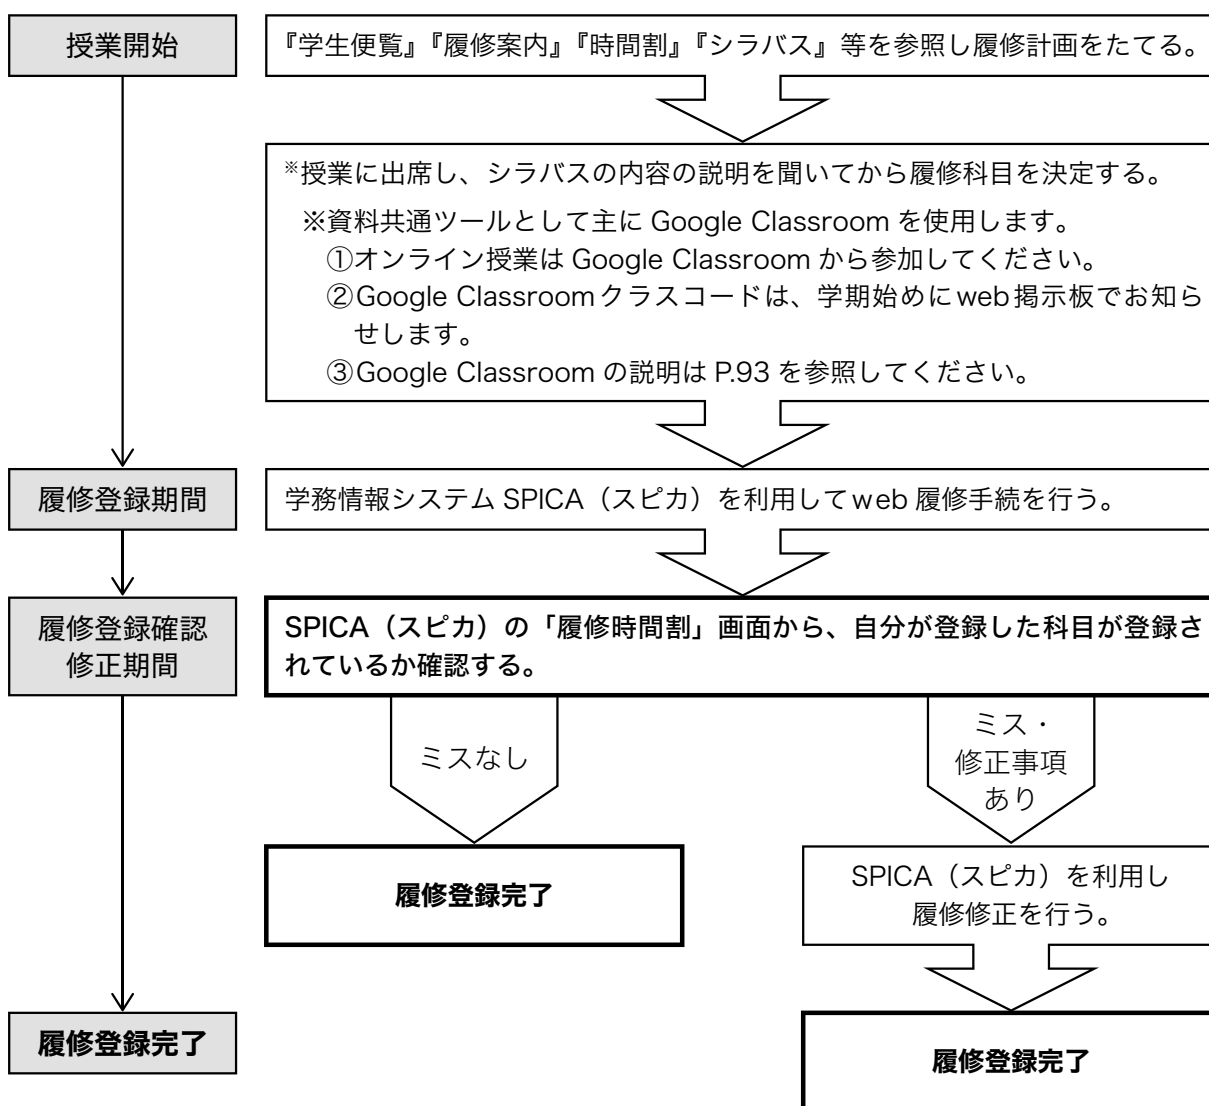 授業開始
『学生便覧』『履修案内』『時間割』『シラバス』等を参照し履修計画をたてる。
※授業に出席し、シラバスの内容の説明を聞いてから履修科目を決定する。
※資料共通ツールとして主に Google Classroom を使用します。
①オンライン授業は Google Classroom から参加してください。
②Google Classroomクラスコードは、学期始めにweb掲示板でお知ら
せします。
③Google Classroom の説明は P.93 を参照してください。
履修登録期間
学務情報システム SPICA（スピカ）を利用してweb 履修手続を行う。
履修登録確認
修正期間
SPICA（スピカ）の「履修時間割」画面から、自分が登録した科目が登録さ
れているか確認する。
ミスなし
ミス・
修正事項
あり
履修登録完了
SPICA（スピカ）を利用し
履修修正を行う。
履修登録完了
履修登録完了